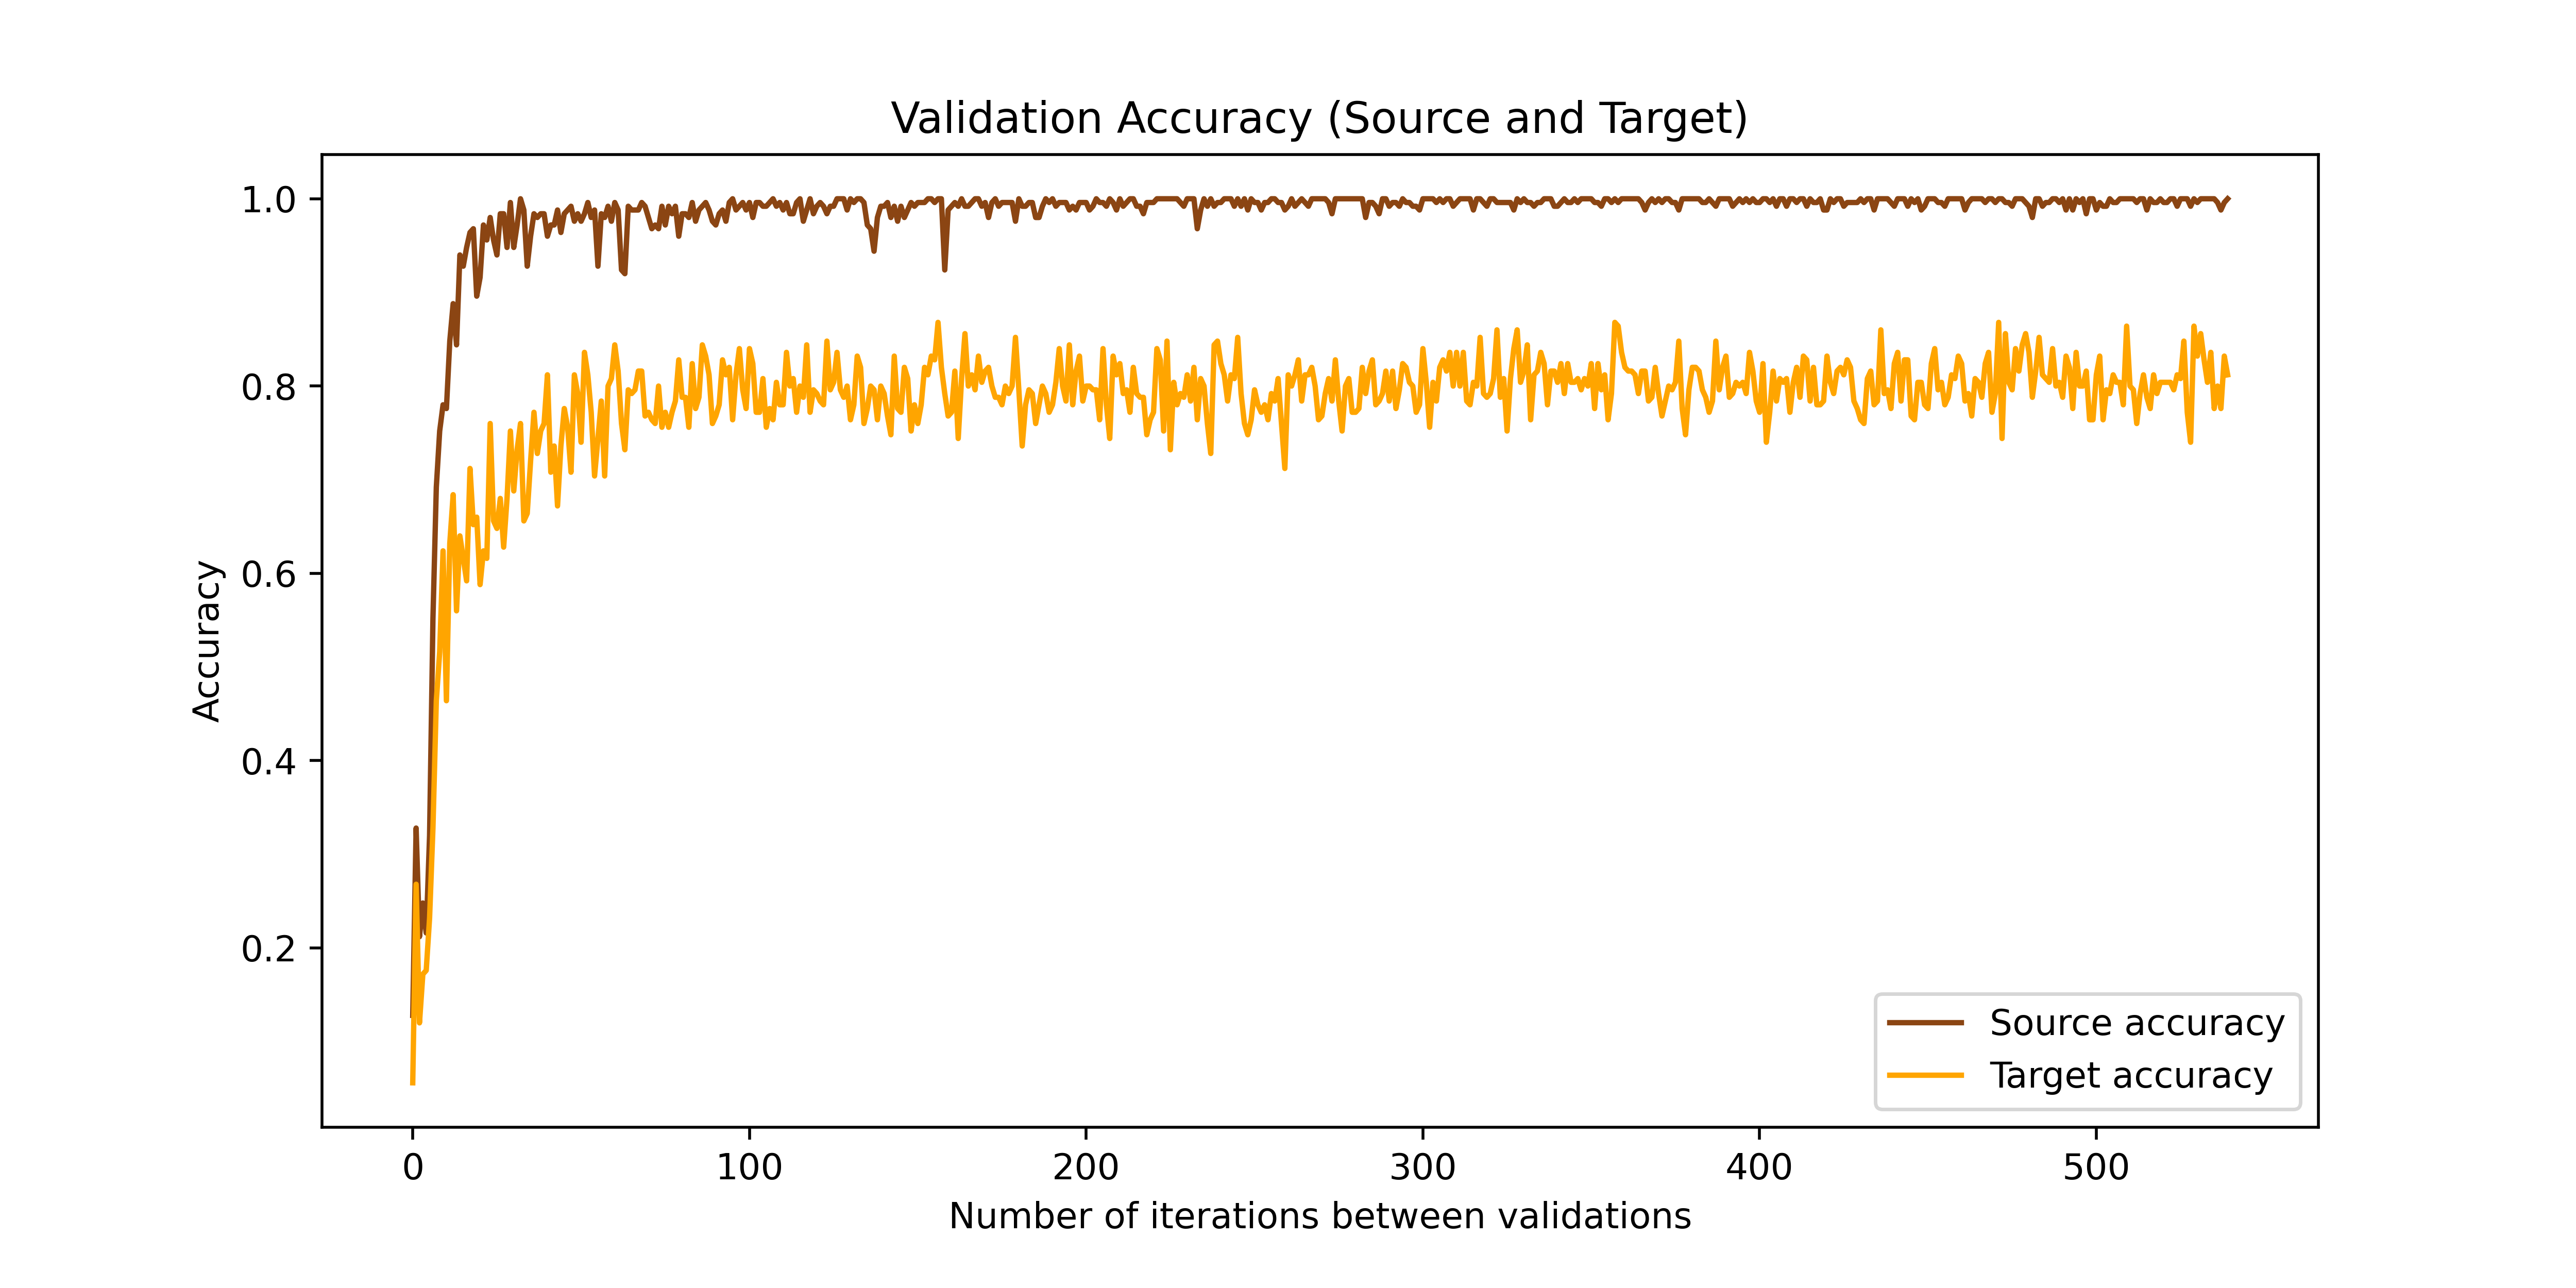 Validation Accuracy (Source and Target)
1.0
0.8
0.6
0.4
0.2
Accuracy
0 100 200 300 400 500
Number of iterations between validations
Source accuracy
Target accuracy